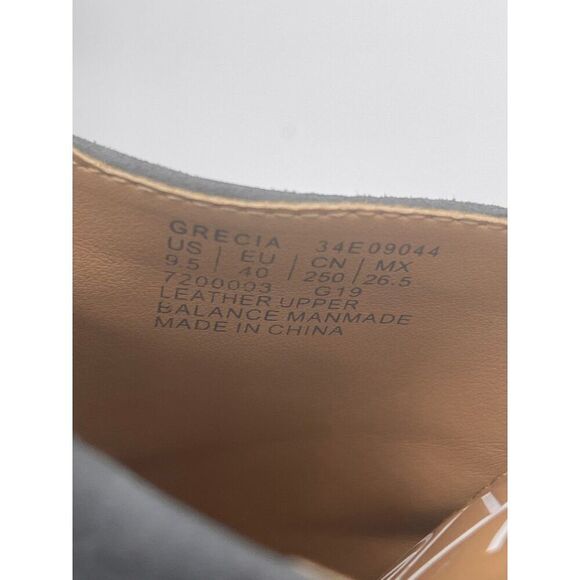 GRECIA 34E09044
US | EU | CN | MX
9.5 | 40 | 250 | 26.5
7200003 G19
LEATHER UPPER
BALANCE MANMADE
MADE IN CHINA